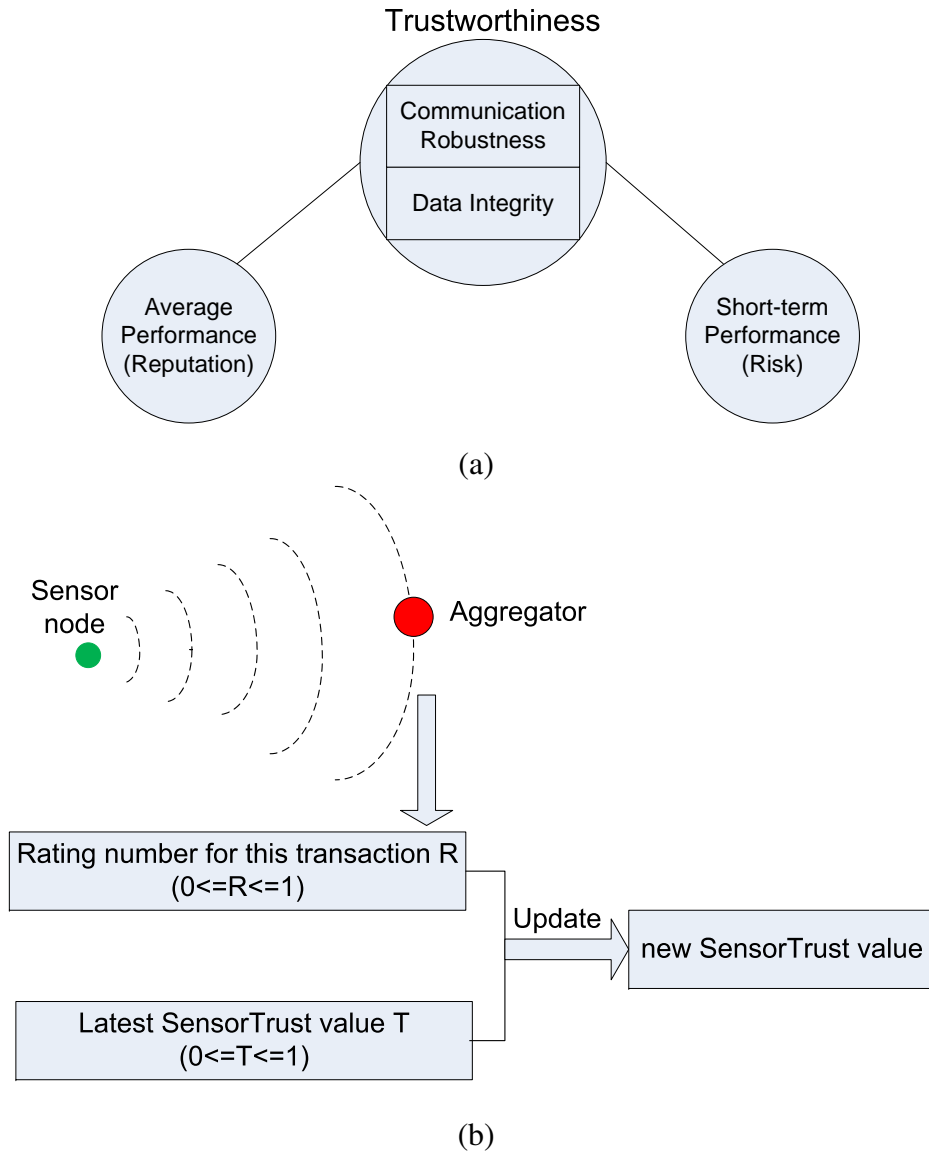 Trustworthiness
Communication
Robustness
Data Integrity
Average
Performance
(Reputation)
Short-term
Performance
(Risk)
(a)
Sensor
node
Aggregator
Rating number for this transaction R
(0<=R<=1)
Update
new SensorTrust value
Latest SensorTrust value T
(0<=T<=1)
(b)